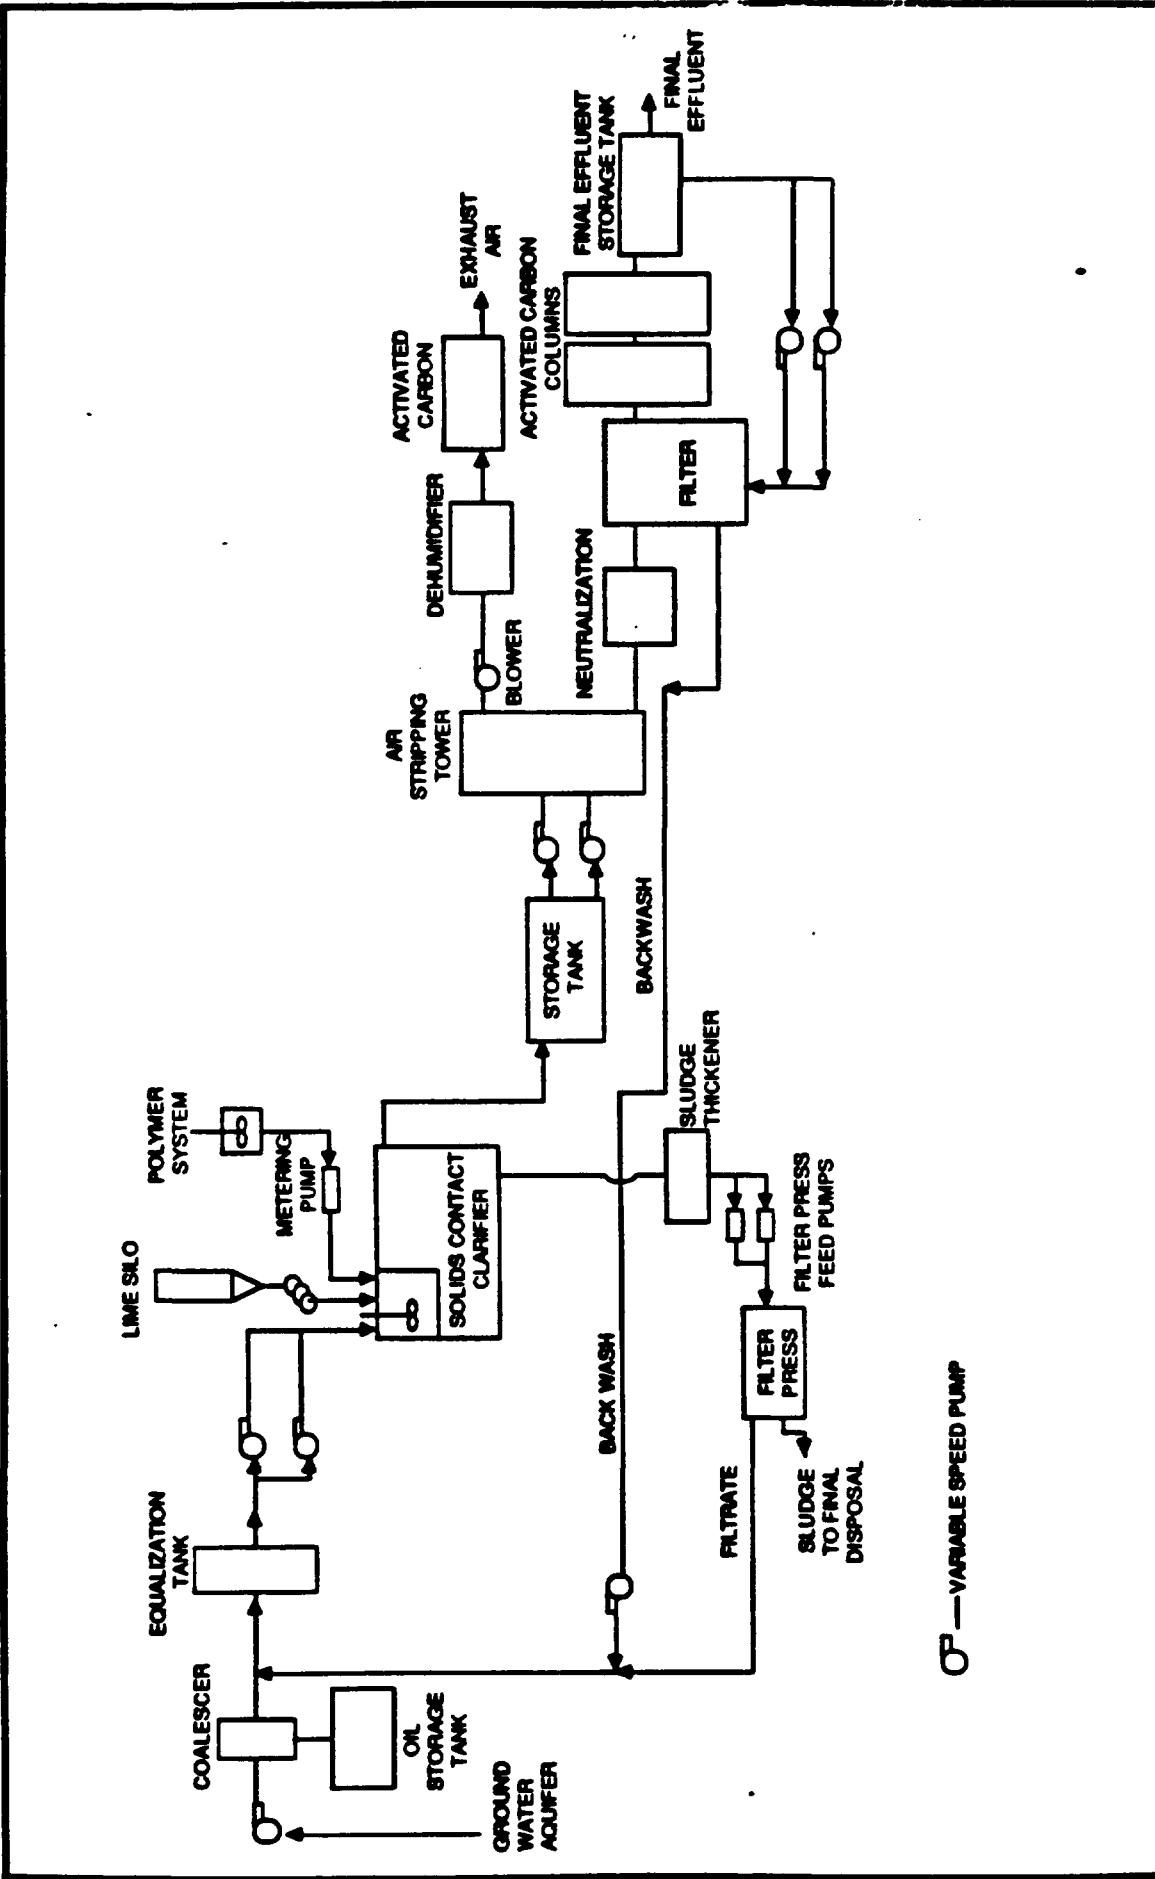 GROUND
WATER
AQUIFER
COALESCER
OIL
STORAGE
TANK
EQUALIZATION
TANK
LIME SILO
POLYMER
SYSTEM
METERING
PUMP
SOLIDS CONTACT
CLARIFIER
STORAGE
TANK
AIR
STRIPPING
TOWER
BLOWER
DEHUMIDIFIER
ACTIVATED
CARBON
EXHAUST
AIR
NEUTRALIZATION
FILTER
ACTIVATED CARBON
COLUMNS
FINAL EFFLUENT
STORAGE TANK
FINAL
EFFLUENT
BACKWASH
BACK WASH
SLUDGE
THICKENER
FILTER PRESS
FEED PUMPS
FILTER
PRESS
FILTRATE
SLUDGE
TO FINAL
DISPOSAL
VARIABLE SPEED PUMP